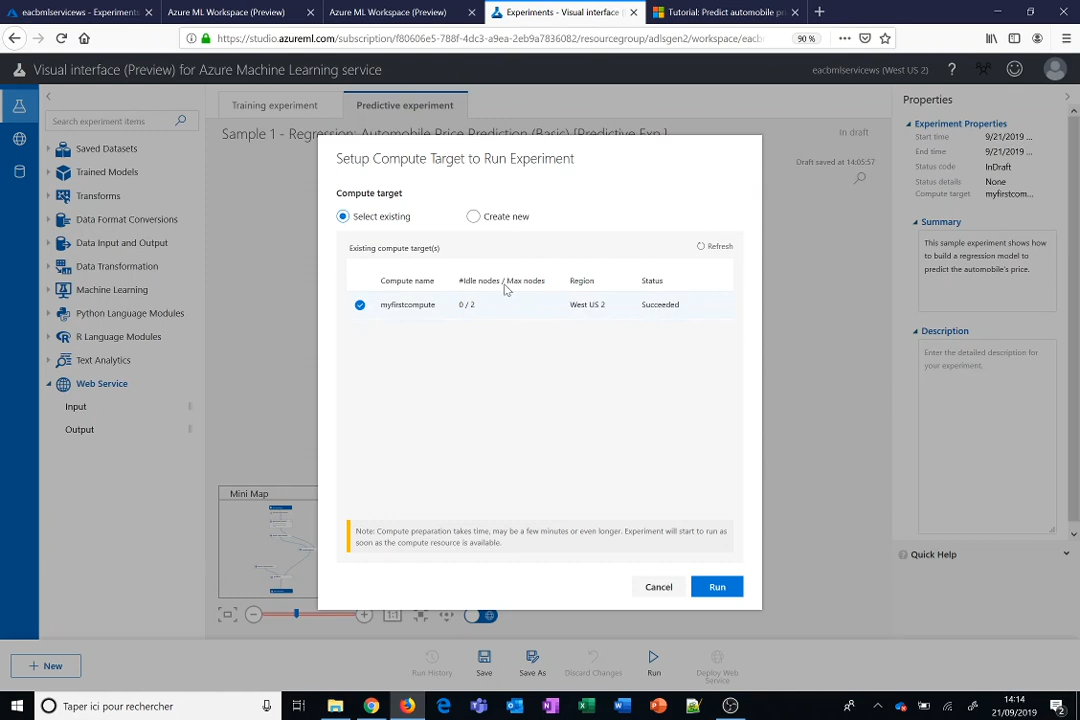 eacbmlservicews - Experiments
Azure ML Workspace (Preview)
Azure ML Workspace (Preview)
Experiments - Visual interface (
Tutorial: Predict automobile pri
https://studio.azureml.com/subscription/f80606e5-788f-4dc3-a9ea-2eb9a7836082/resourcegroup/adlsgen2/workspace/eacbm
90 %
Visual interface (Preview) for Azure Machine Learning service
eacbmlservicews (West US 2)
Search experiment items
Saved Datasets
Trained Models
Transforms
Data Format Conversions
Data Input and Output
Data Transformation
Machine Learning
Python Language Modules
R Language Modules
Text Analytics
Web Service
Input
Output
Training experiment
Predictive experiment
Sample 1 - Regression: Automobile Price Prediction (Basic) [Predictive Exp.]
In draft
Draft saved at 14:05:57
Mini Map
1:1
Setup Compute Target to Run Experiment
Compute target
Select existing
Create new
Existing compute target(s)
Refresh
Compute name #Idle nodes / Max nodes Region Status
myfirstcompute 0 / 2 West US 2 Succeeded
Note: Compute preparation takes time, may be a few minutes or even longer. Experiment will start to run as
soon as the compute resource is available.
Cancel
Run
Properties
Experiment Properties
Start time 9/21/2019 ...
End time 9/21/2019 ...
Status code InDraft
Status details None
Compute target myfirstcom...
Summary
This sample experiment shows how
to build a regression model to
predict the automobile's price.
Description
Enter the detailed description for
your experiment.
Quick Help
New
Run History
Save
Save As
Discard Changes
Run
Deploy Web
Service
Taper ici pour rechercher
14:14
21/09/2019
2